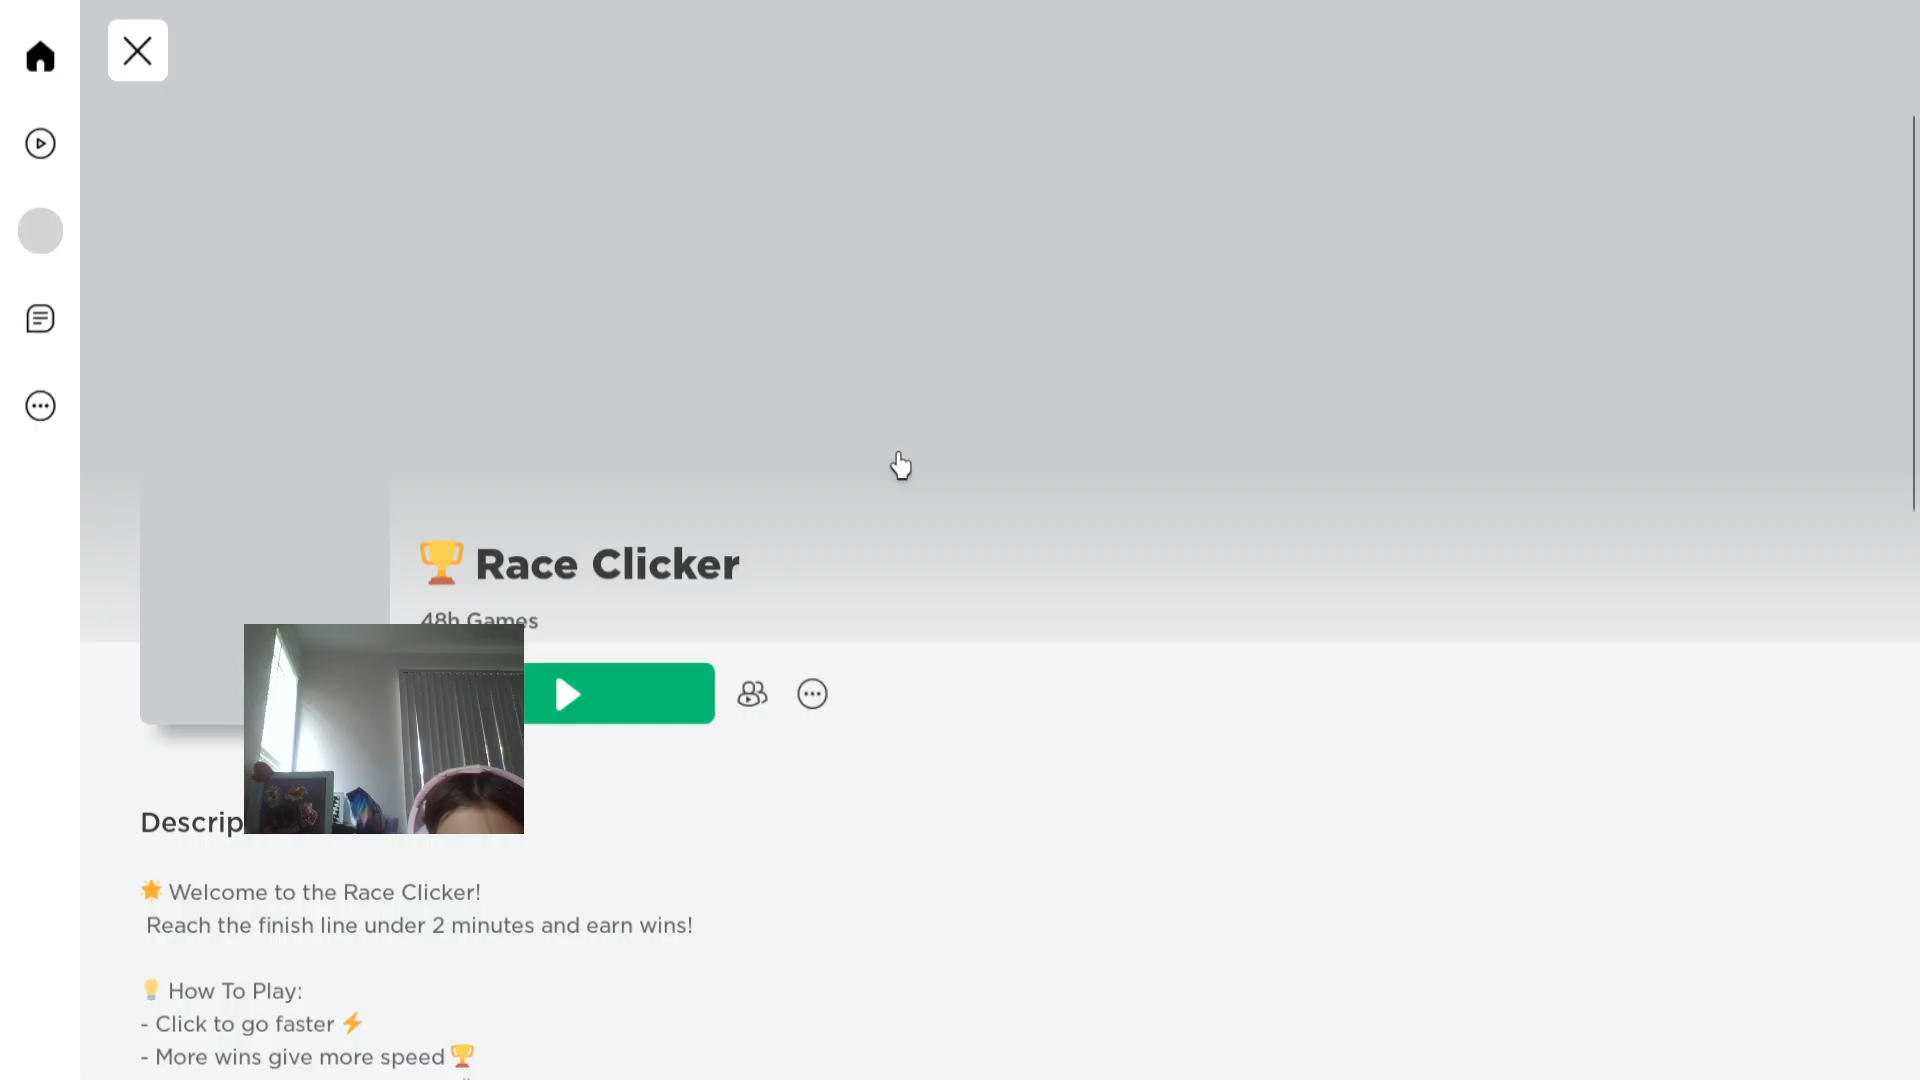 Race Clicker
48h Games
Descrip
Welcome to the Race Clicker!
Reach the finish line under 2 minutes and earn wins!
How To Play:
- Click to go faster
- More wins give more speed